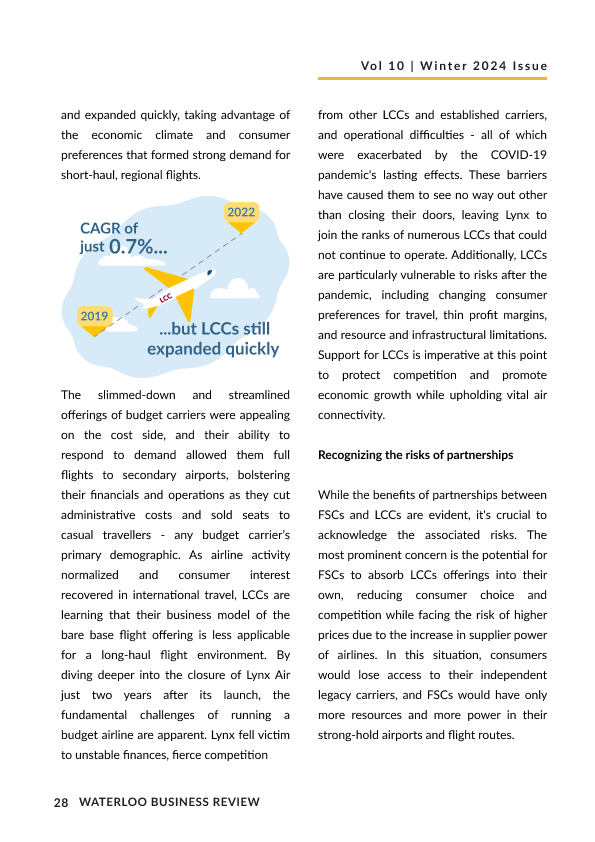 Vol 10 | Winter 2024 Issue
and expanded quickly, taking advantage of
the economic climate and consumer
preferences that formed strong demand for
short-haul, regional flights.
2022
CAGR of
just 0.7%...
LCC
2019
...but LCCs still
expanded quickly
The slimmed-down and streamlined
offerings of budget carriers were appealing
on the cost side, and their ability to
respond to demand allowed them full
flights to secondary airports, bolstering
their financials and operations as they cut
administrative costs and sold seats to
casual travellers - any budget carrier's
primary demographic. As airline activity
normalized and consumer interest
recovered in international travel, LCCs are
learning that their business model of the
bare base flight offering is less applicable
for a long-haul flight environment. By
diving deeper into the closure of Lynx Air
just two years after its launch, the
fundamental challenges of running a
budget airline are apparent. Lynx fell victim
to unstable finances, fierce competition
from other LCCs and established carriers,
and operational difficulties - all of which
were exacerbated by the COVID-19
pandemic's lasting effects. These barriers
have caused them to see no way out other
than closing their doors, leaving Lynx to
join the ranks of numerous LCCs that could
not continue to operate. Additionally, LCCs
are particularly vulnerable to risks after the
pandemic, including changing consumer
preferences for travel, thin profit margins,
and resource and infrastructural limitations.
Support for LCCs is imperative at this point
to protect competition and promote
economic growth while upholding vital air
connectivity.
Recognizing the risks of partnerships
While the benefits of partnerships between
FSCs and LCCs are evident, it's crucial to
acknowledge the associated risks. The
most prominent concern is the potential for
FSCs to absorb LCCs offerings into their
own, reducing consumer choice and
competition while facing the risk of higher
prices due to the increase in supplier power
of airlines. In this situation, consumers
would lose access to their independent
legacy carriers, and FSCs would have only
more resources and more power in their
strong-hold airports and flight routes.
28 WATERLOO BUSINESS REVIEW